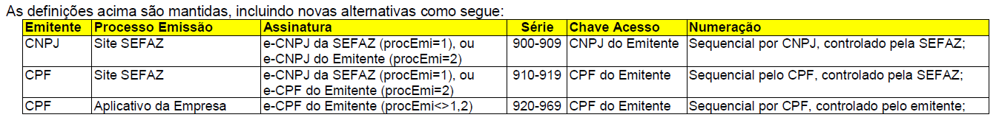 As definições acima são mantidas, incluindo novas alternativas como segue:
Emitente Processo Emissão Assinatura Série Chave Acesso Numeração
CNPJ Site SEFAZ e-CNPJ da SEFAZ (procEmi=1), ou 900-909 CNPJ do Emitente Sequencial por CNPJ, controlado pela SEFAZ;
e-CNPJ do Emitente (procEmi=2)
CPF Site SEFAZ e-CNPJ da SEFAZ (procEmi=1), ou 910-919 CPF do Emitente Sequencial pelo CPF, controlado pela SEFAZ;
e-CPF do Emitente (procEmi=2)
CPF Aplicativo da Empresa e-CPF do Emitente (procEmi<>1,2) 920-969 CPF do Emitente Sequencial por CPF, controlado pelo emitente;